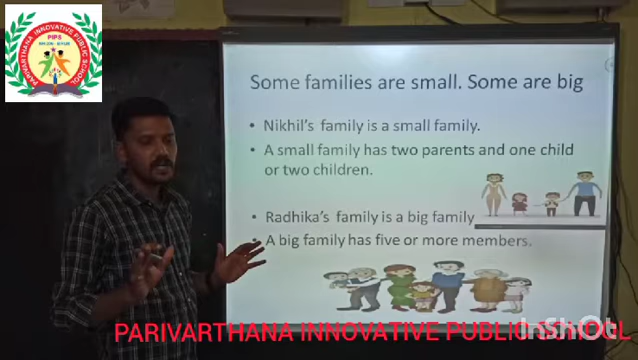 PARIVARTHANA INNOVATIVE PUBLIC SCHOOL
PIPS
Some families are small. Some are big
• Nikhil's family is a small family.
• A small family has two parents and one child
or two children.
• Radhika's family is a big family
• A big family has five or more members.
InShOt
PARIVARTHANA INNOVATIVE PUBLIC SCHOOL